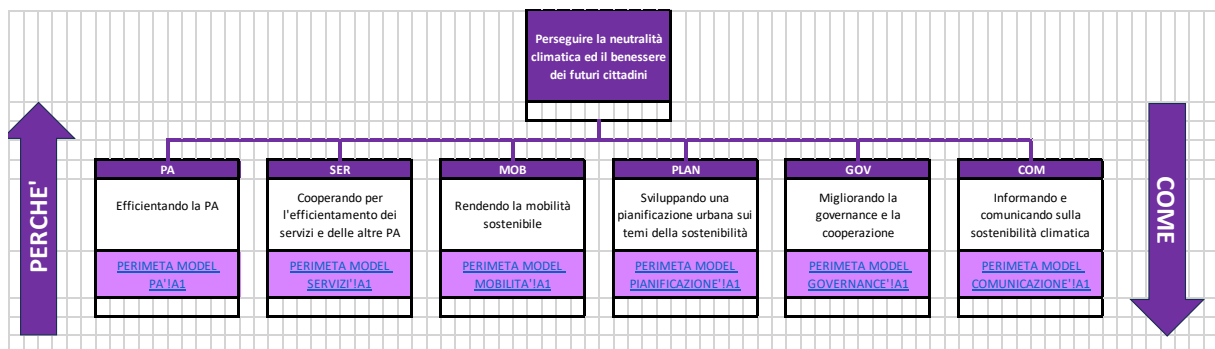 Perseguire la neutralità
climatica ed il benessere
dei futuri cittadini
PERCHE'
COME
PA
Efficientando la PA
PERIMETA MODEL
PA'!A1
SER
Cooperando per
l'efficientamento dei
servizi e delle altre PA
PERIMETA MODEL
SERVIZI'!A1
MOB
Rendendo la mobilità
sostenibile
PERIMETA MODEL
MOBILITA'!A1
PLAN
Sviluppando una
pianificazione urbana sui
temi della sostenibilità
PERIMETA MODEL
PIANIFICAZIONE'!A1
GOV
Migliorando la
governance e la
cooperazione
PERIMETA MODEL
GOVERNANCE'!A1
COM
Informando e
comunicando sulla
sostenibilità climatica
PERIMETA MODEL
COMUNICAZIONE'!A1